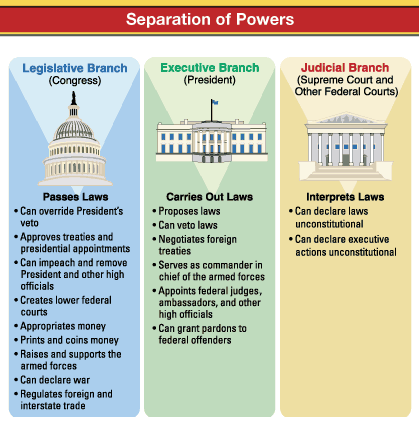 Separation of Powers
Legislative Branch
(Congress)
Passes Laws
• Can override President's
veto
• Approves treaties and
presidential appointments
• Can impeach and remove
President and other high
officials
• Creates lower federal
courts
• Appropriates money
• Prints and coins money
• Raises and supports the
armed forces
• Can declare war
• Regulates foreign and
interstate trade
Executive Branch
(President)
Carries Out Laws
• Proposes laws
• Can veto laws
• Negotiates foreign
treaties
• Serves as commander in
chief of the armed forces
• Appoints federal judges,
ambassadors, and other
high officials
• Can grant pardons to
federal offenders
Judicial Branch
(Supreme Court and
Other Federal Courts)
Interprets Laws
• Can declare laws
unconstitutional
• Can declare executive
actions unconstitutional